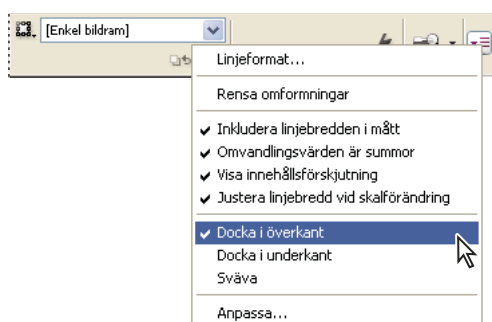 [Enkel bildram]
Linjeformat...
Rensa omformningar
Inkludera linjebredden i mått
Omvandlingsvärden är summor
Visa innehållsförskjutning
Justera linjebredd vid skalförändring
Docka i överkant
Docka i underkant
Sväva
Anpassa...